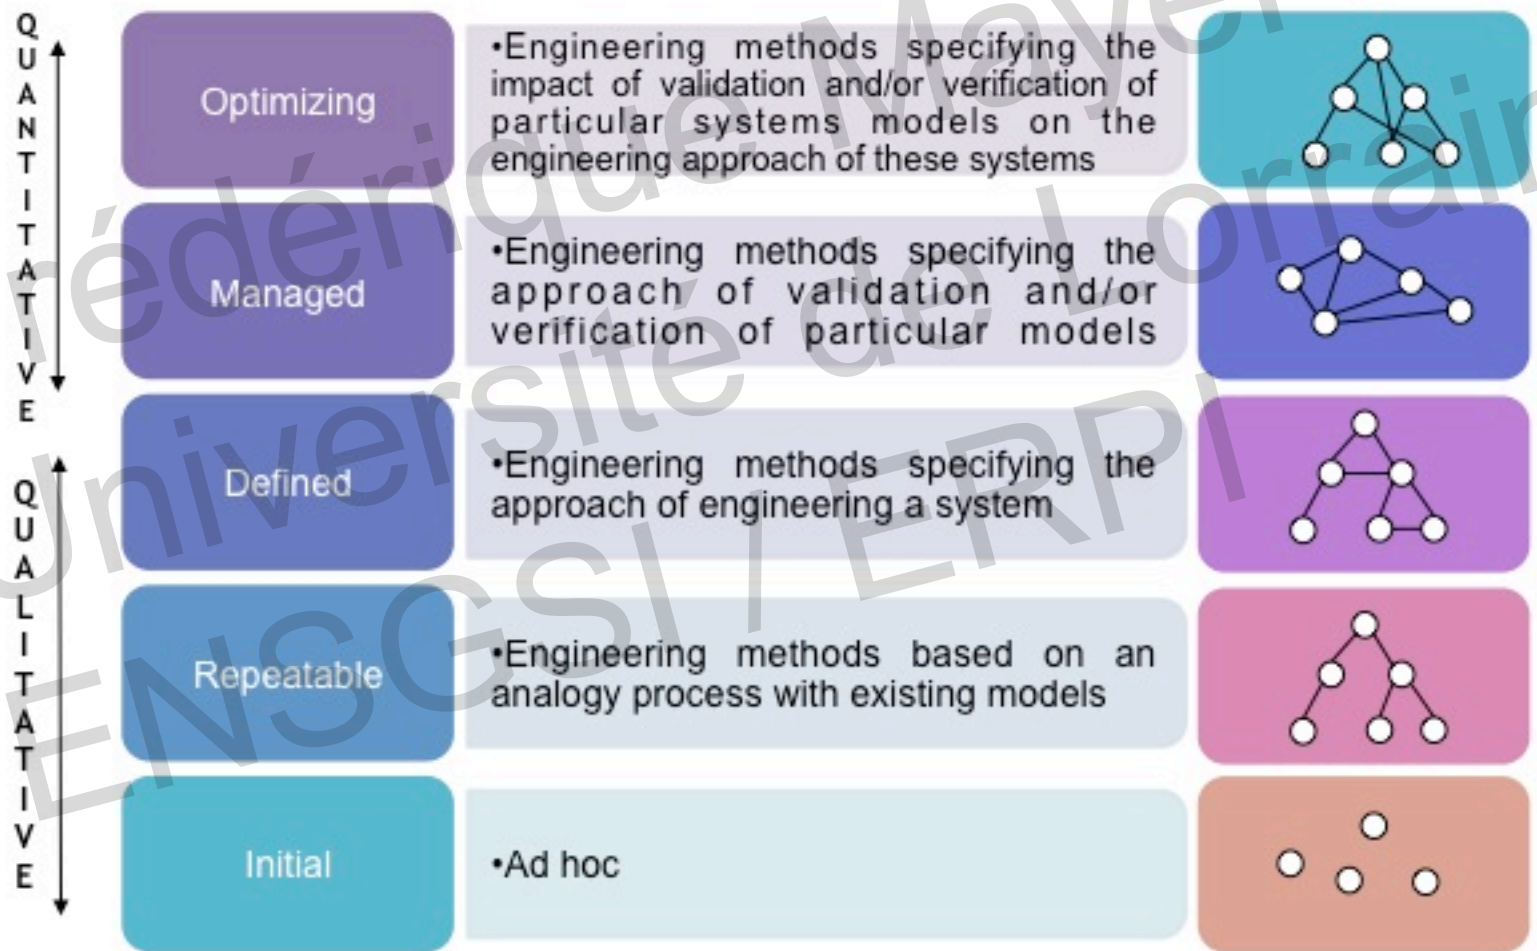 QUANTITATIVE
Optimizing
•Engineering methods specifying the
impact of validation and/or verification of
particular systems models on the
engineering approach of these systems
Managed
•Engineering methods specifying the
approach of validation and/or
verification of particular models
QUALITATIVE
Defined
•Engineering methods specifying the
approach of engineering a system
Repeatable
•Engineering methods based on an
analogy process with existing models
Initial
•Ad hoc
rédérique Mayer
Université de Lorrain
ENSGSI / ERPI